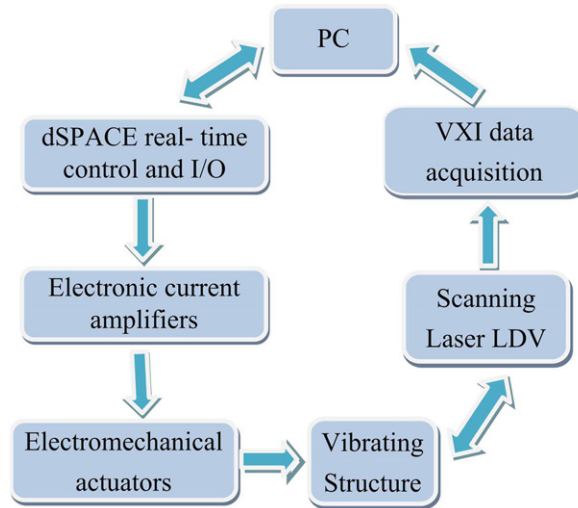 PC
dSPACE real- time
control and I/O
VXI data
acquisition
Electronic current
amplifiers
Scanning
Laser LDV
Electromechanical
actuators
Vibrating
Structure